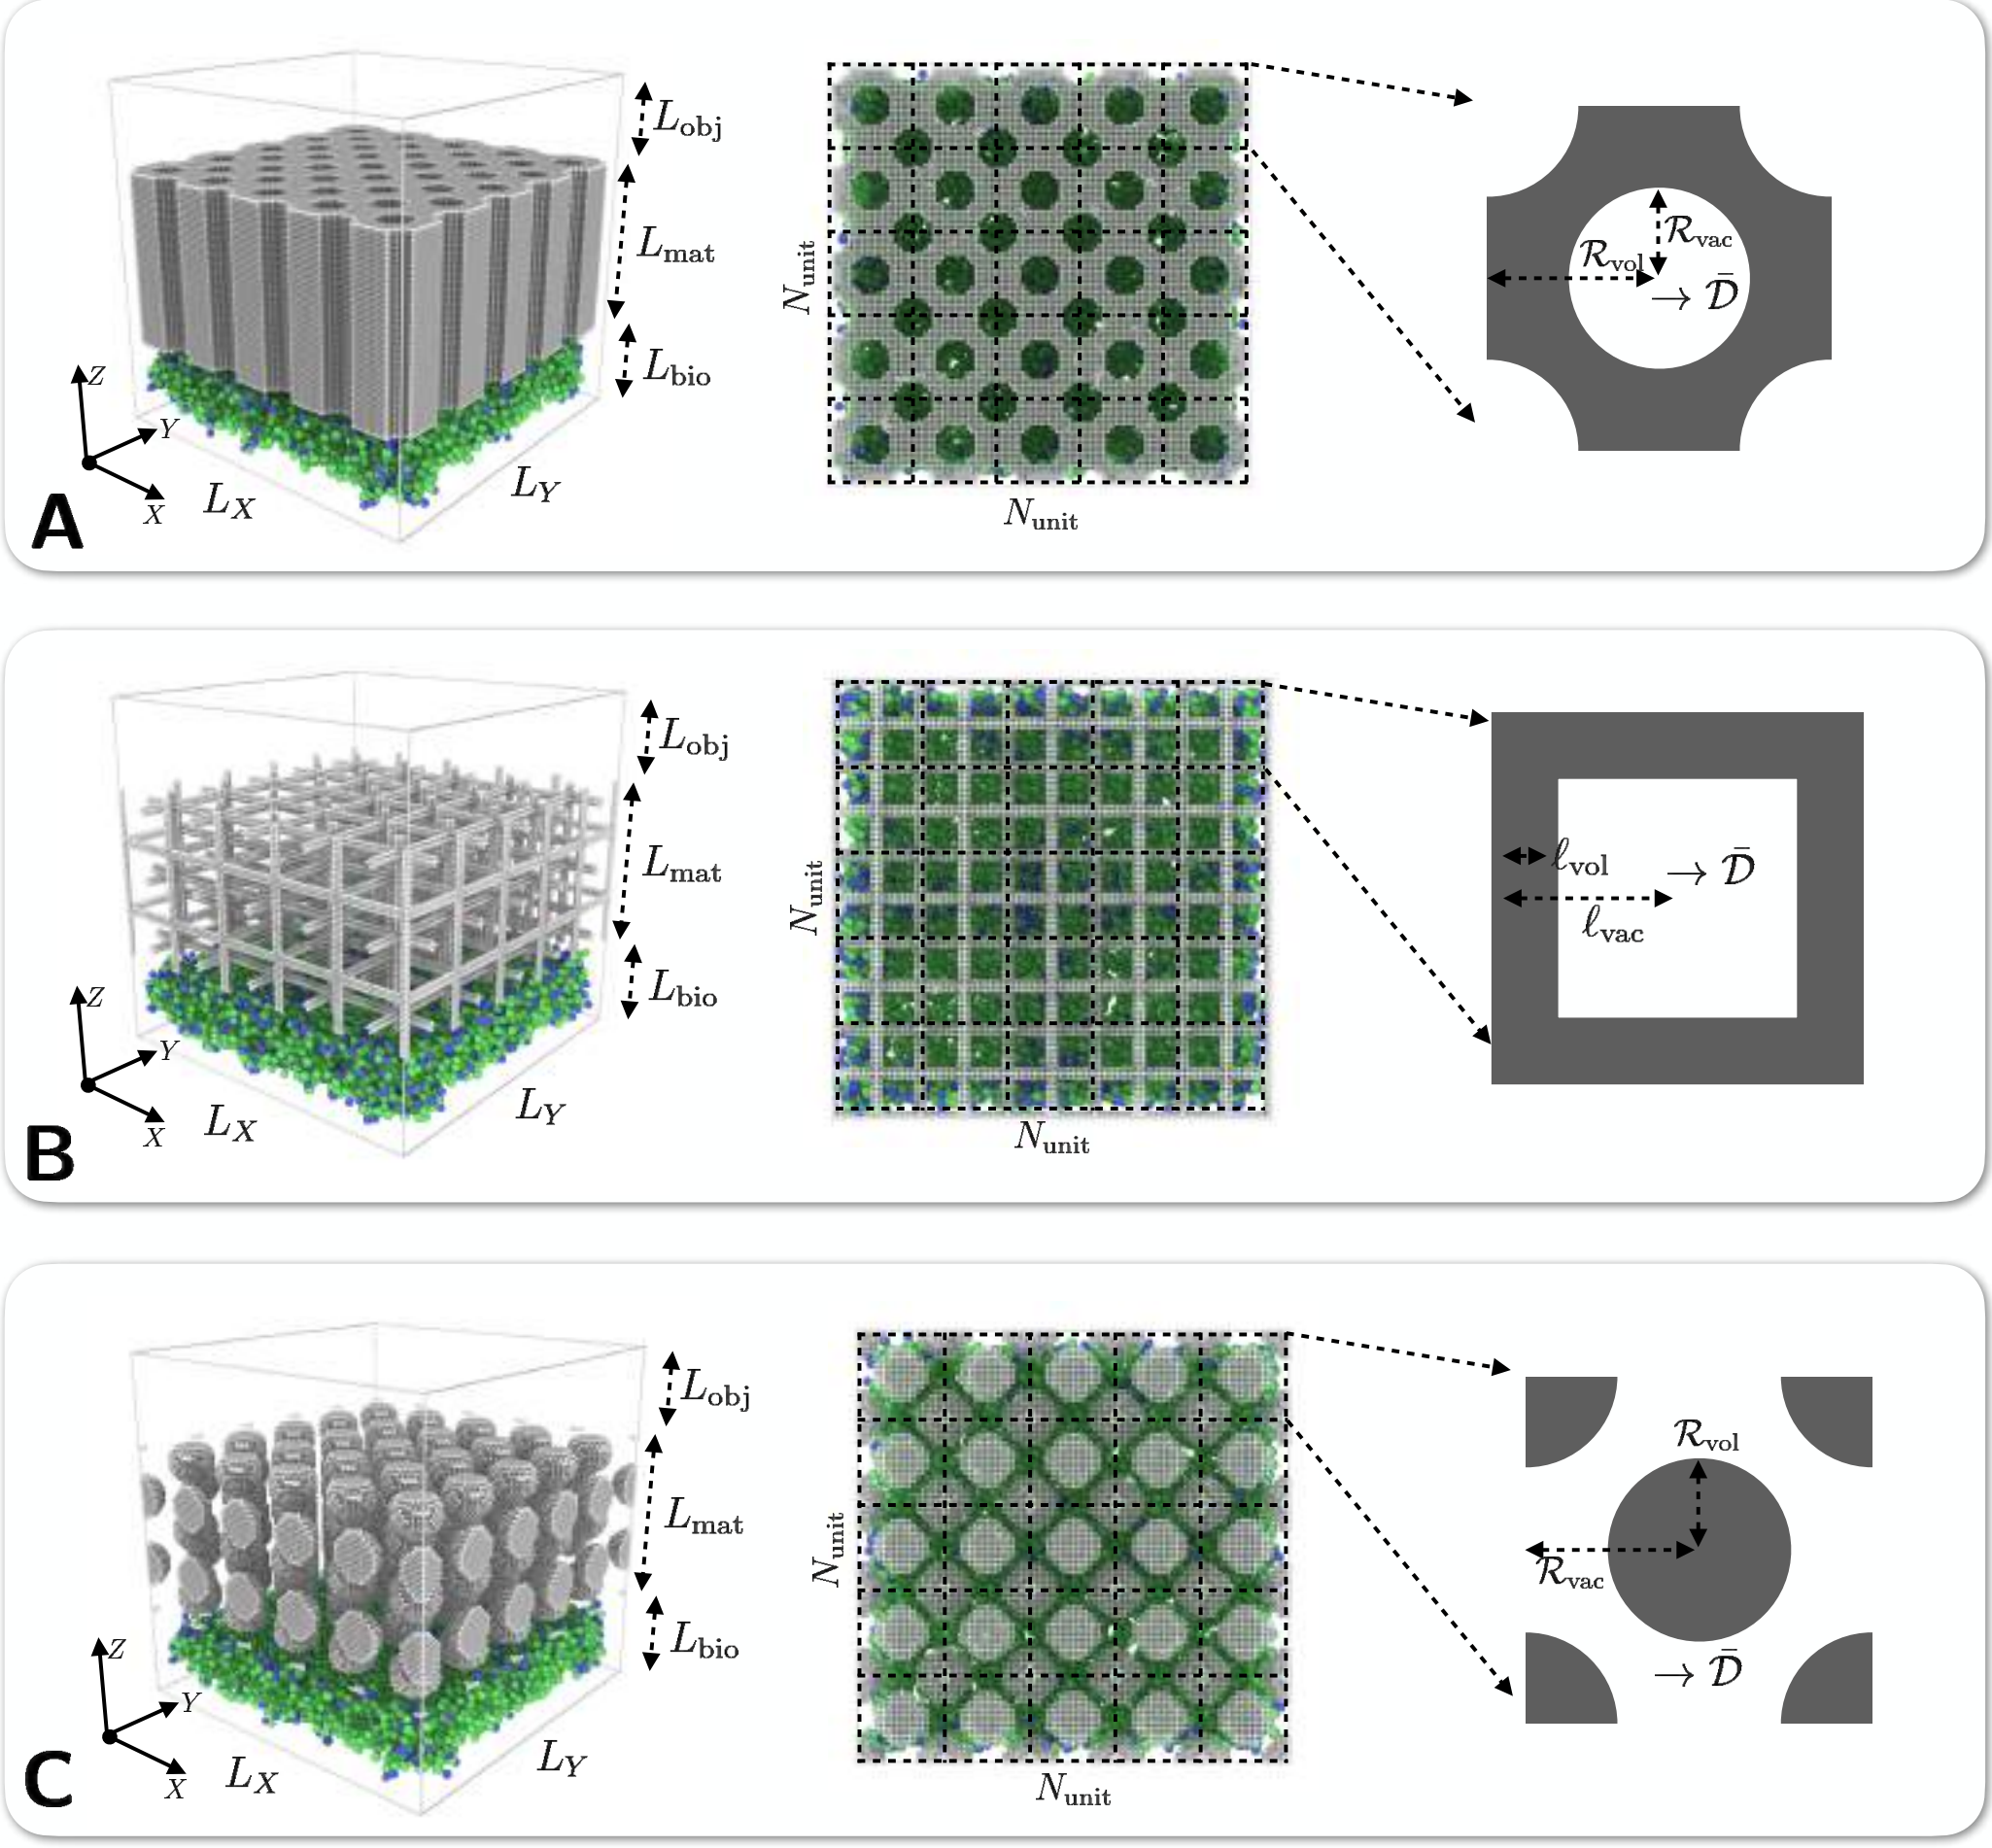 L_obj
L_mat
L_bio
Z
Y
X
L_X
L_Y
N_unit
N_unit
R_vac
R_vol
→ D̄
A
L_obj
L_mat
L_bio
Z
Y
X
L_X
L_Y
N_unit
N_unit
ℓ_vol
→ D̄
ℓ_vac
B
L_obj
L_mat
L_bio
Z
Y
X
L_X
L_Y
N_unit
N_unit
R_vol
R_vac
→ D̄
C